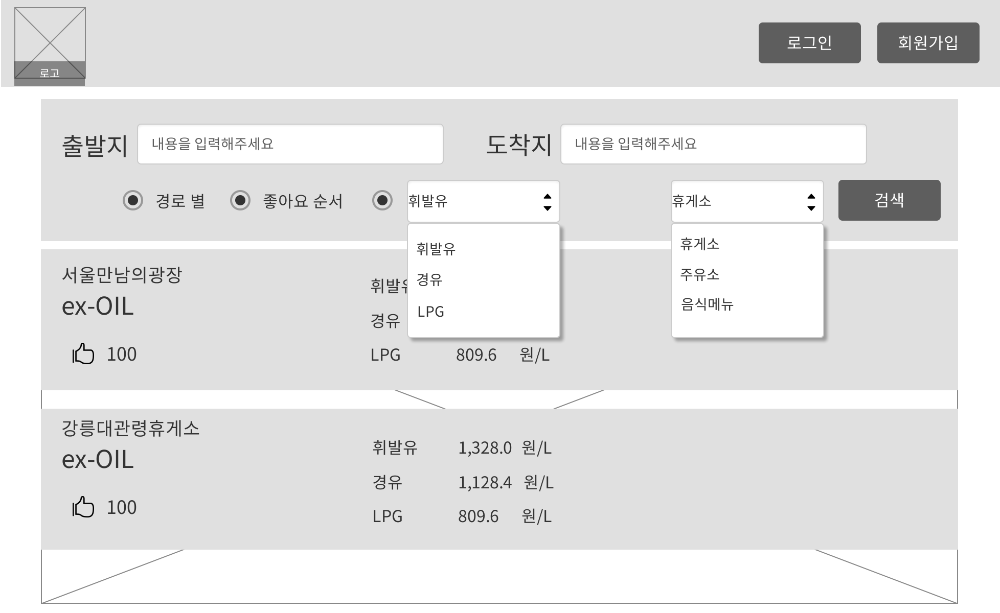 로고
로그인
회원가입
출발지
내용을 입력해주세요
도착지
내용을 입력해주세요
경로 별
좋아요 순서
휘발유
휴게소
검색
휘발유
경유
LPG
휴게소
주유소
음식메뉴
서울만남의광장
ex-OIL
100
휘발유
경유
LPG 809.6 원/L
강릉대관령휴게소
ex-OIL
100
휘발유 1,328.0 원/L
경유 1,128.4 원/L
LPG 809.6 원/L